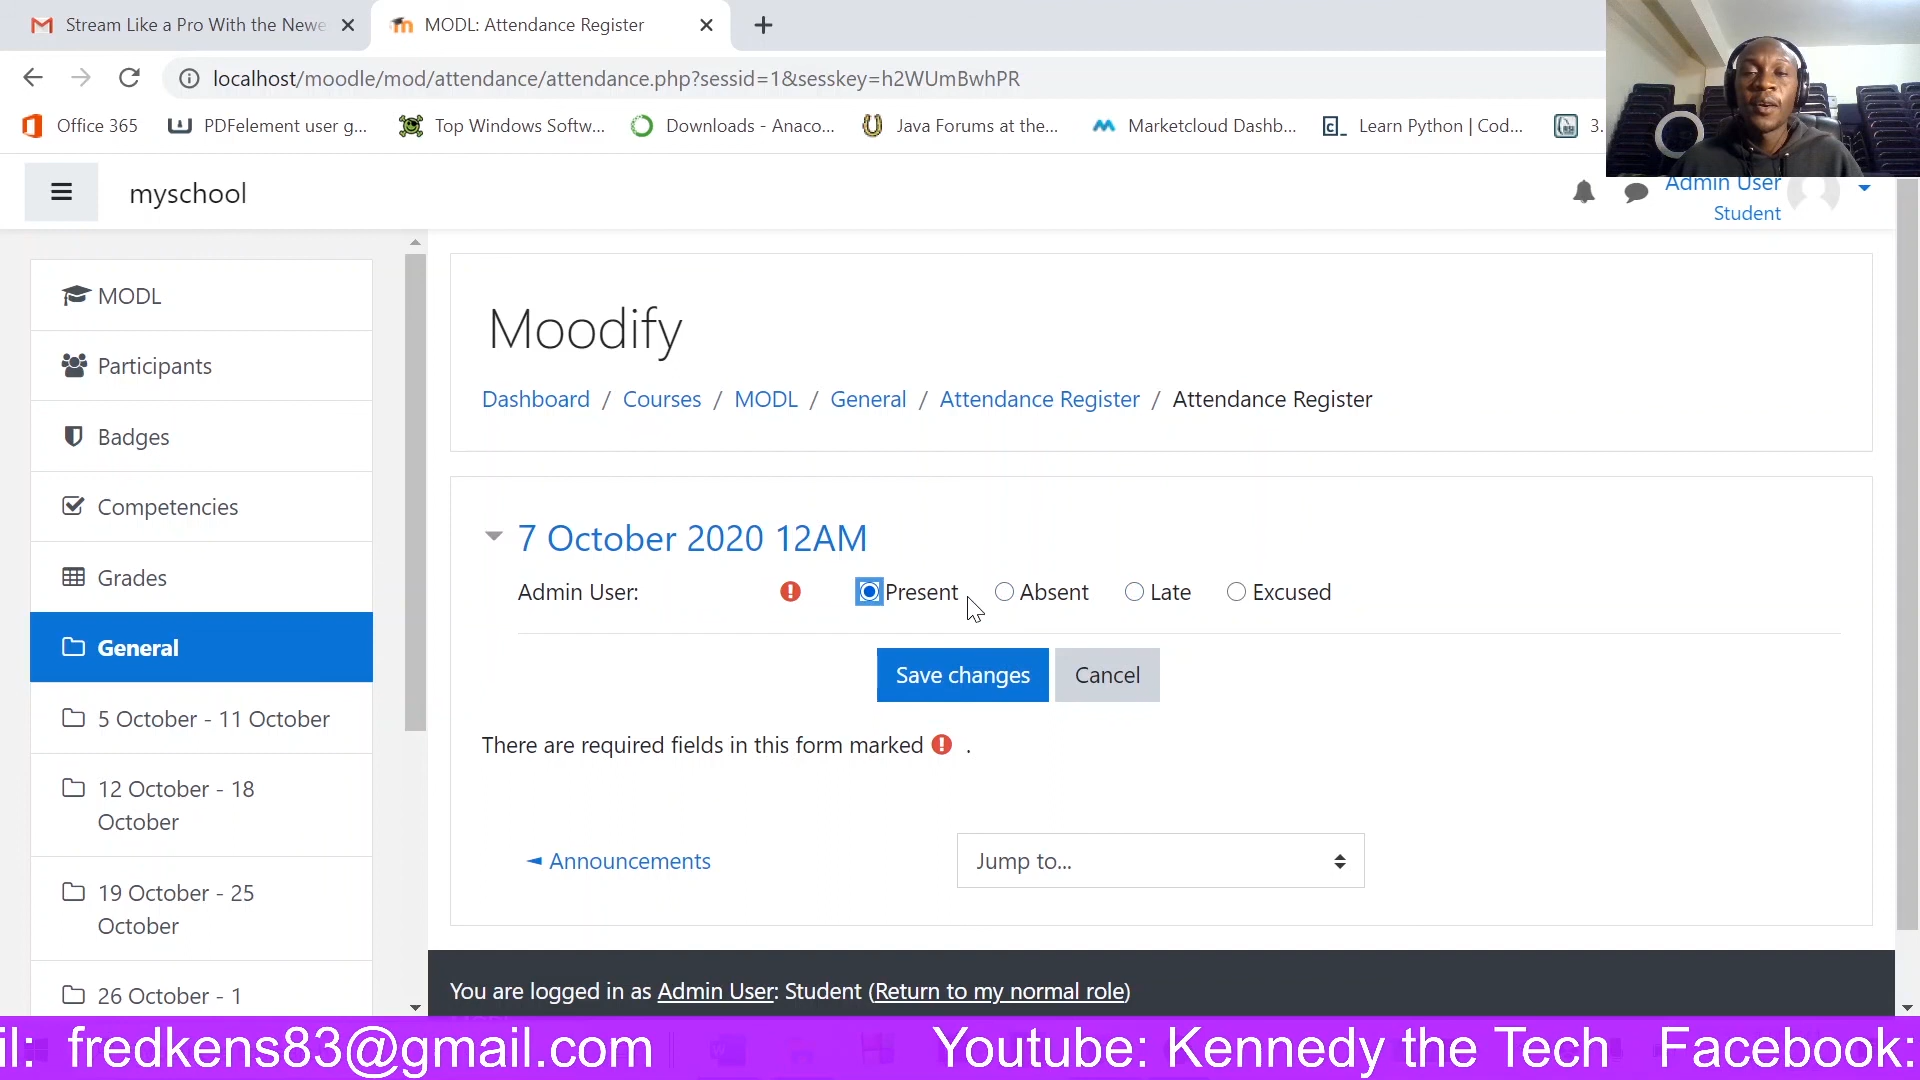 Stream Like a Pro With the Newe
MODL: Attendance Register
localhost/moodle/mod/attendance/attendance.php?sessid=1&sesskey=h2WUmBwhPR
Office 365
PDFelement user g...
Top Windows Softw...
Downloads - Anaco...
Java Forums at the...
Marketcloud Dashb...
Learn Python | Cod...
3.
myschool
Admin User
Student
MODL
Participants
Badges
Competencies
Grades
General
5 October - 11 October
12 October - 18
October
19 October - 25
October
26 October - 1
Moodify
Dashboard / Courses / MODL / General / Attendance Register / Attendance Register
7 October 2020 12AM
Admin User: Present Absent Late Excused
Save changes Cancel
There are required fields in this form marked .
◄ Announcements
Jump to...
You are logged in as Admin User: Student (Return to my normal role)
il: fredkens83@gmail.com Youtube: Kennedy the Tech Facebook: